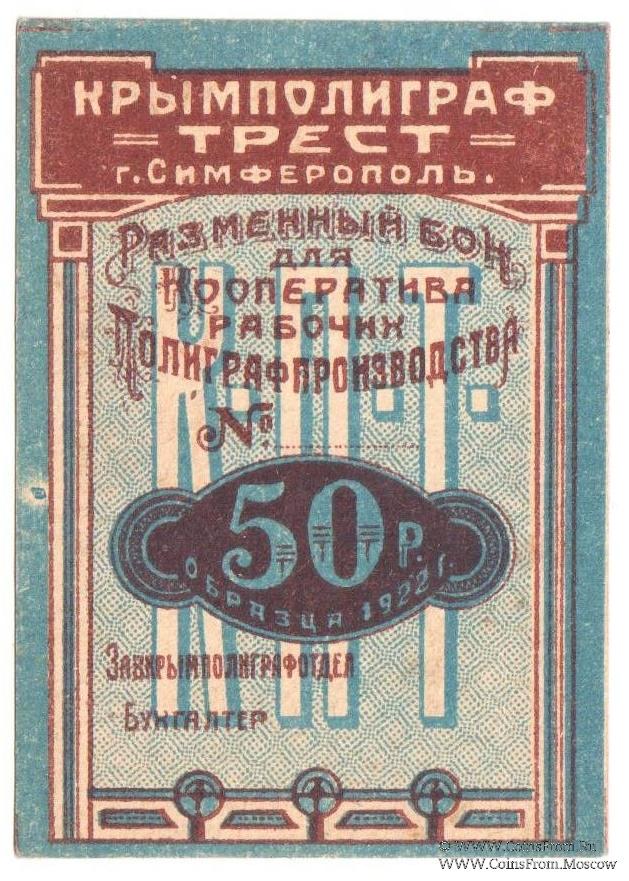 КРЫМПОЛИГРАФ
ТРЕСТ
г. СИМФЕРОПОЛЬ.
РАЗМЕННЫЙ БОН
ДЛЯ
КООПЕРАТИВА
РАБОЧИХ
ПОЛИГРАФПРОИЗВОДСТВА
К.П.Т.
№
50 Р.
ОБРАЗЦА 1922 Г.
ЗАВКРЫМПОЛИГРАФОТДЕЛ
БУХГАЛТЕР
© WWW.CoinsFrom.Ru
WWW.CoinsFrom.Moscow